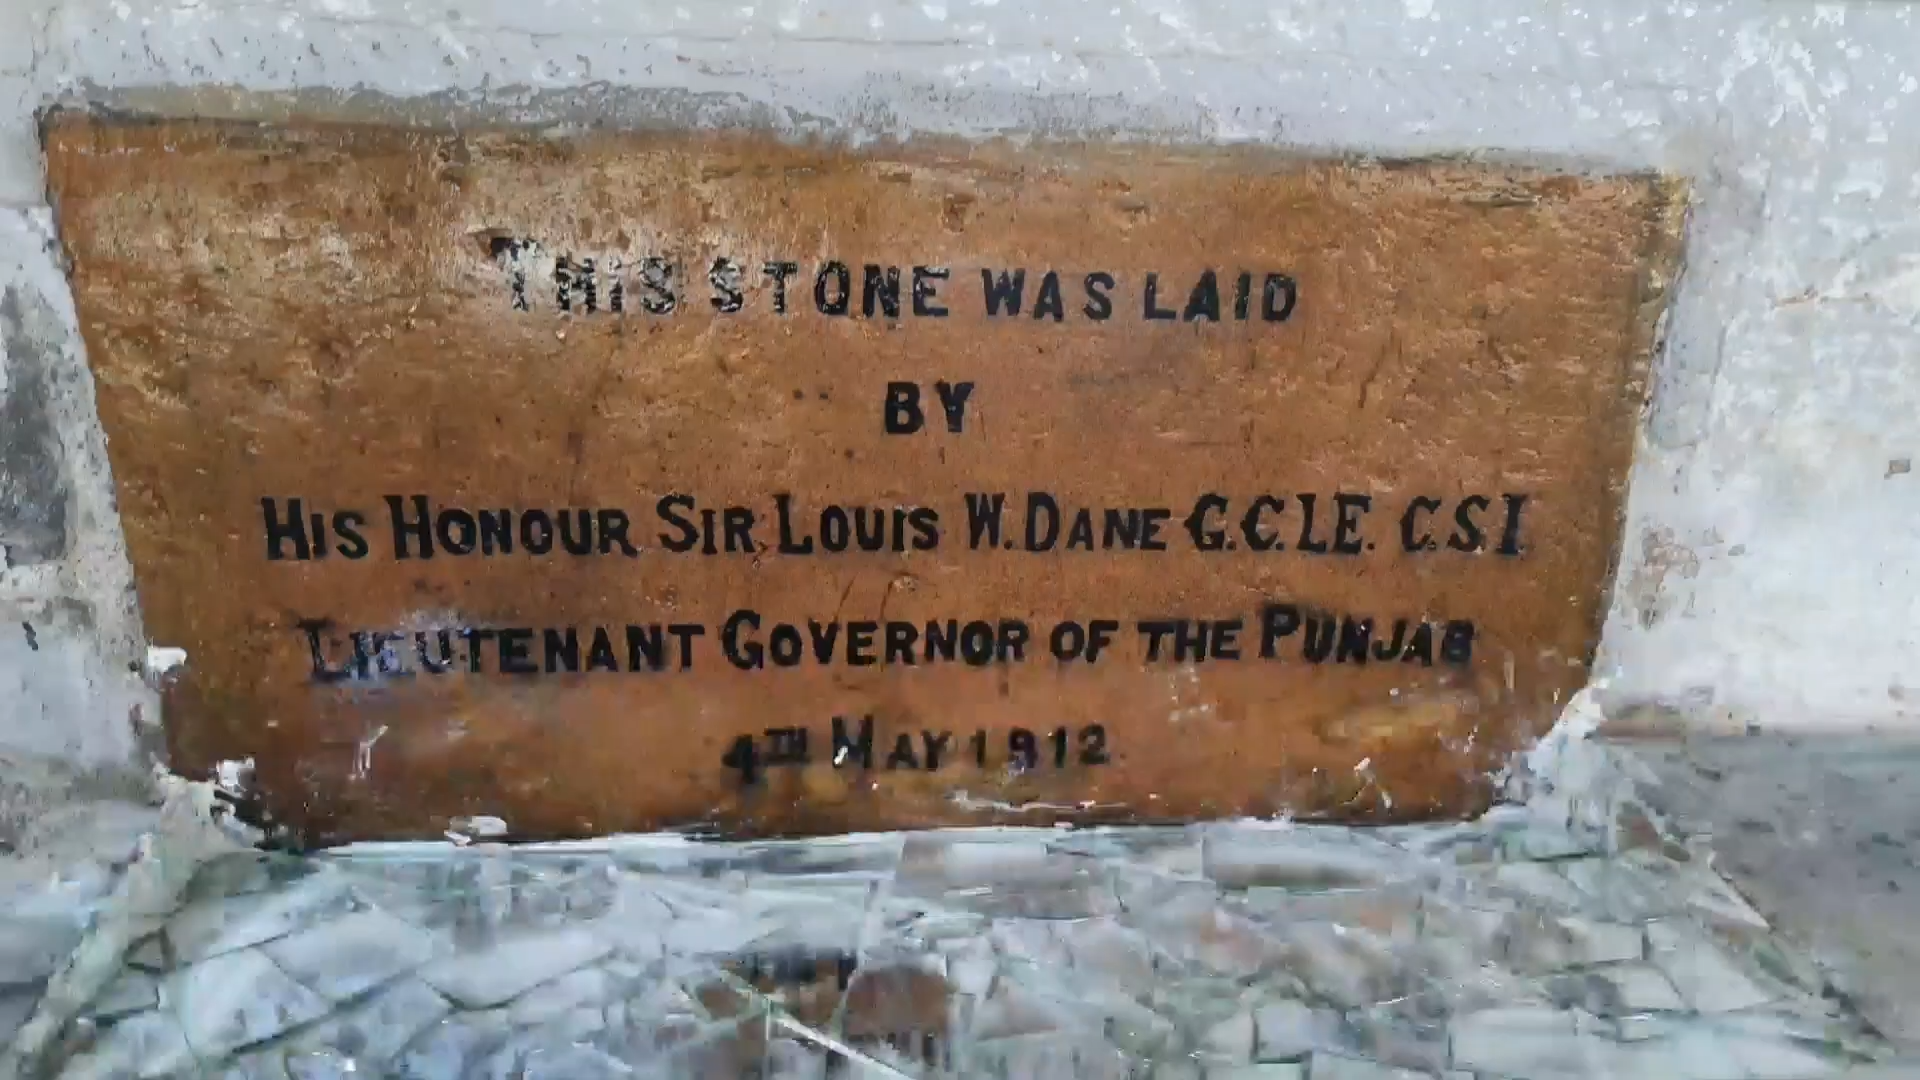 THIS STONE WAS LAID
BY
HIS HONOUR SIR LOUIS W. DANE G.C.I.E. C.S.I.
LIEUTENANT GOVERNOR OF THE PUNJAB
4TH MAY 1912.